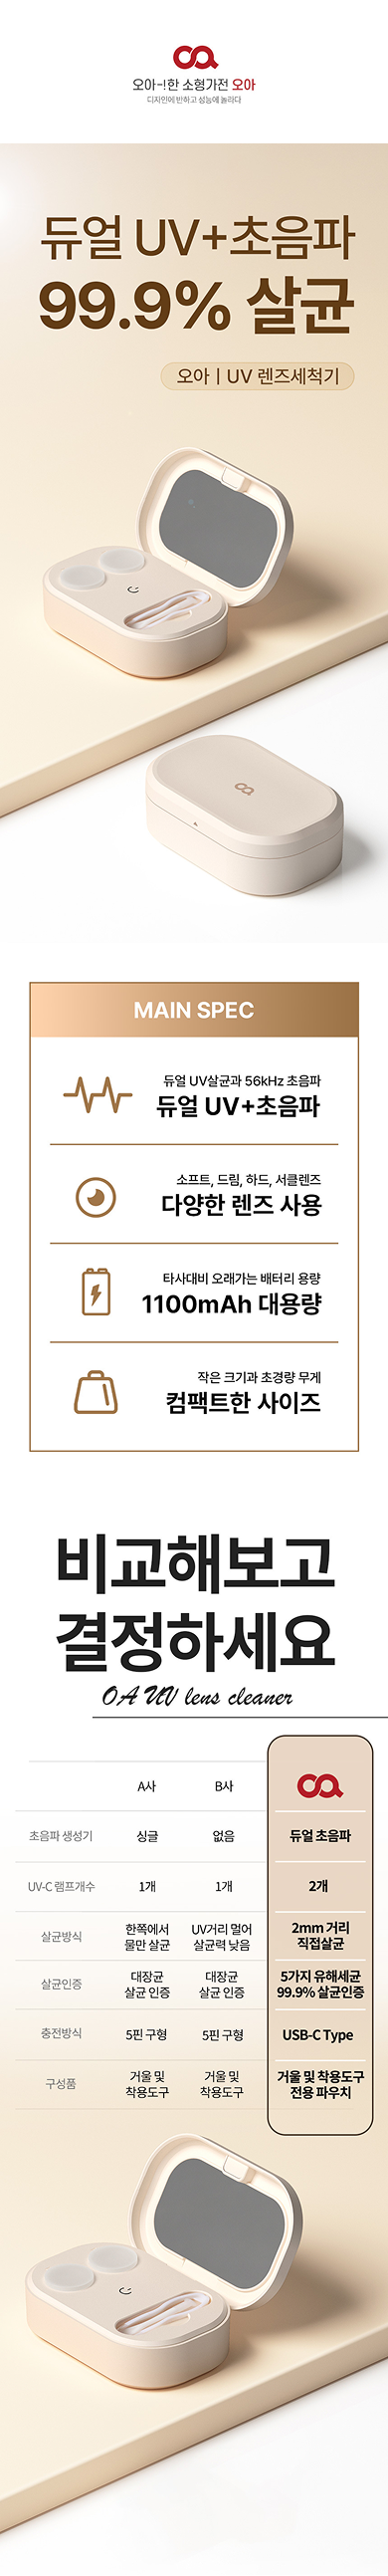 oa
오아-!한 소형가전 오아
디자인에 반하고 성능에 놀라다
듀얼 UV+초음파
99.9% 살균
오아 | UV 렌즈세척기
oa
MAIN SPEC
듀얼 UV살균과 56kHz 초음파
듀얼 UV+초음파
소프트, 드림, 하드, 서클렌즈
다양한 렌즈 사용
타사대비 오래가는 배터리 용량
1100mAh 대용량
작은 크기과 초경량 무게
컴팩트한 사이즈
비교해보고
결정하세요
OA UV lens cleaner
A사 B사 oa
초음파 생성기 싱글 없음 듀얼 초음파
UV-C 램프개수 1개 1개 2개
살균방식 한쪽에서 물만 살균 UV거리 멀어 살균력 낮음 2mm 거리 직접살균
살균인증 대장균 살균 인증 대장균 살균 인증 5가지 유해세균 99.9% 살균인증
충전방식 5핀 구형 5핀 구형 USB-C Type
구성품 거울 및 착용도구 거울 및 착용도구 거울 및 착용도구 전용 파우치